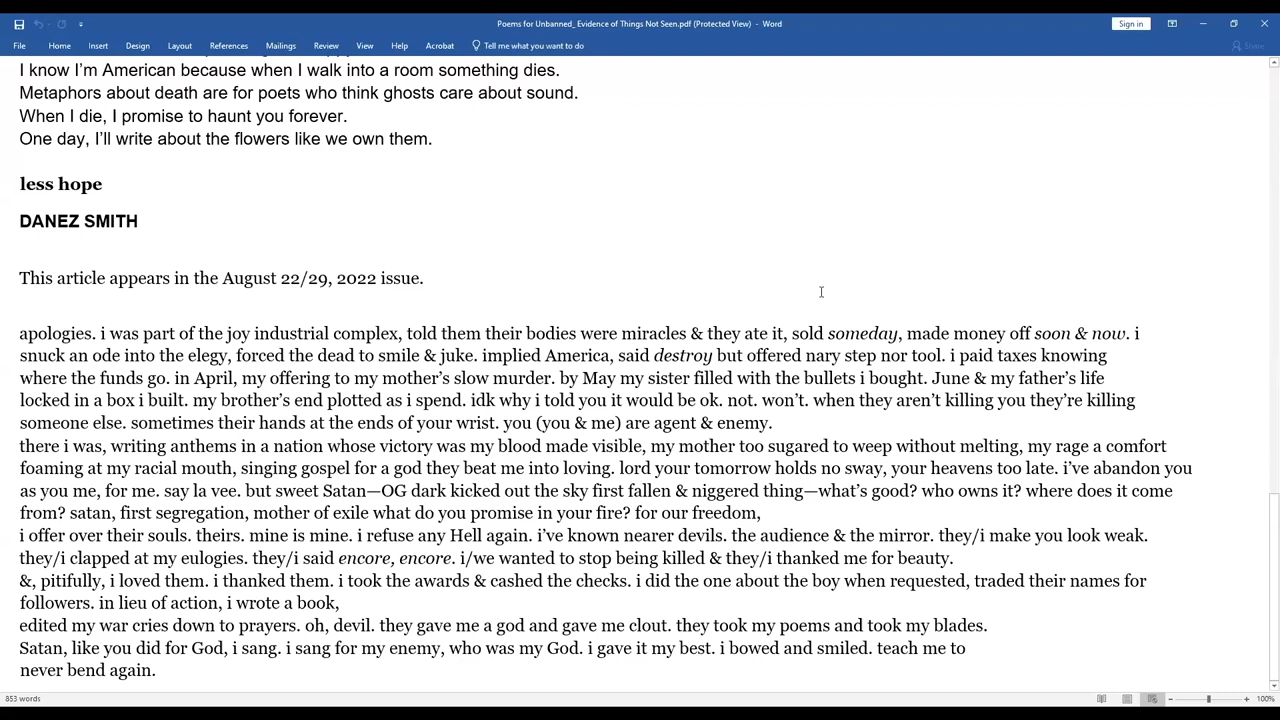 Poems for Unbanned_ Evidence of Things Not Seen.pdf (Protected View) - Word
Sign in
File Home Insert Design Layout References Mailings Review View Help Acrobat Tell me what you want to do Share
I know I'm American because when I walk into a room something dies.
Metaphors about death are for poets who think ghosts care about sound.
When I die, I promise to haunt you forever.
One day, I'll write about the flowers like we own them.
less hope
DANEZ SMITH
This article appears in the August 22/29, 2022 issue.
apologies. i was part of the joy industrial complex, told them their bodies were miracles & they ate it, sold someday, made money off soon & now. i
snuck an ode into the elegy, forced the dead to smile & juke. implied America, said destroy but offered nary step nor tool. i paid taxes knowing
where the funds go. in April, my offering to my mother's slow murder. by May my sister filled with the bullets i bought. June & my father's life
locked in a box i built. my brother's end plotted as i spend. idk why i told you it would be ok. not. won't. when they aren't killing you they're killing
someone else. sometimes their hands at the ends of your wrist. you (you & me) are agent & enemy.
there i was, writing anthems in a nation whose victory was my blood made visible, my mother too sugared to weep without melting, my rage a comfort
foaming at my racial mouth, singing gospel for a god they beat me into loving. lord your tomorrow holds no sway, your heavens too late. i've abandon you
as you me, for me. say la vee. but sweet Satan—OG dark kicked out the sky first fallen & niggered thing—what's good? who owns it? where does it come
from? satan, first segregation, mother of exile what do you promise in your fire? for our freedom,
i offer over their souls. theirs. mine is mine. i refuse any Hell again. i've known nearer devils. the audience & the mirror. they/i make you look weak.
they/i clapped at my eulogies. they/i said encore, encore. i/we wanted to stop being killed & they/i thanked me for beauty.
&, pitifully, i loved them. i thanked them. i took the awards & cashed the checks. i did the one about the boy when requested, traded their names for
followers. in lieu of action, i wrote a book,
edited my war cries down to prayers. oh, devil. they gave me a god and gave me clout. they took my poems and took my blades.
Satan, like you did for God, i sang. i sang for my enemy, who was my God. i gave it my best. i bowed and smiled. teach me to
never bend again.
853 words
100%